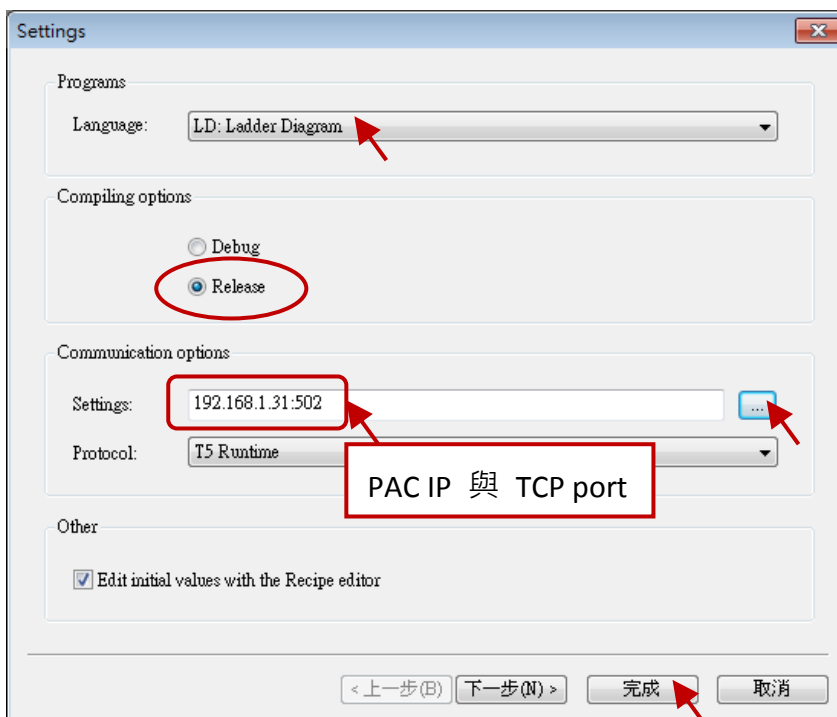 Settings
Programs
Language: LD: Ladder Diagram
Compiling options
Debug
Release
Communication options
Settings: 192.168.1.31:502 ...
Protocol: T5 Runtime
PAC IP 與 TCP port
Other
Edit initial values with the Recipe editor
< 上一步(B) 下一步(N) > 完成 取消